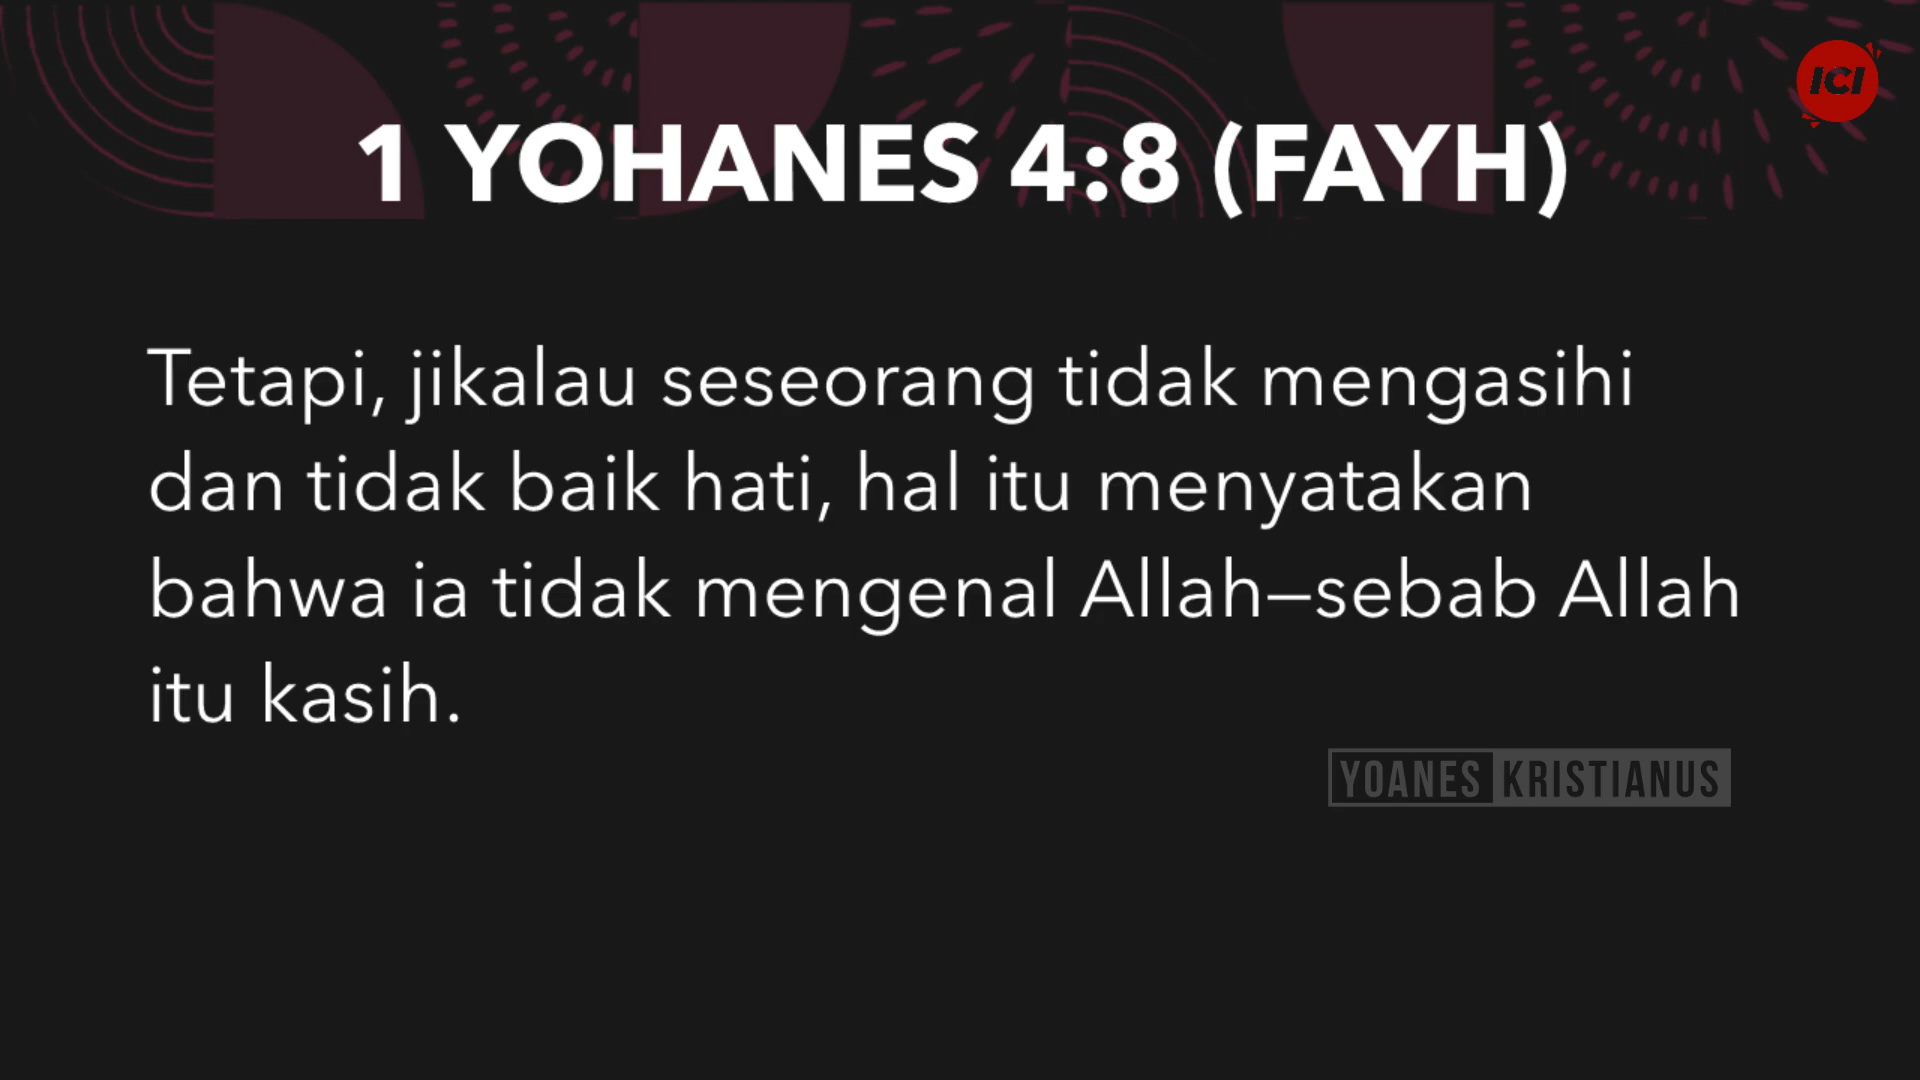 ICI
1 YOHANES 4:8 (FAYH)
Tetapi, jikalau seseorang tidak mengasihi
dan tidak baik hati, hal itu menyatakan
bahwa ia tidak mengenal Allah—sebab Allah
itu kasih.
YOANES KRISTIANUS